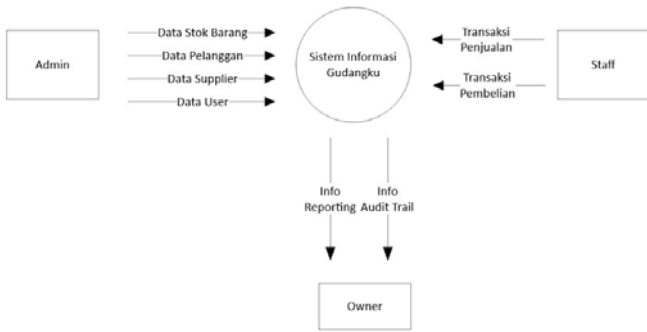 Admin
Data Stok Barang
Data Pelanggan
Data Supplier
Data User
Sistem Informasi
Gudangku
Transaksi
Penjualan
Transaksi
Pembelian
Staff
Info
Reporting
Info
Audit Trail
Owner